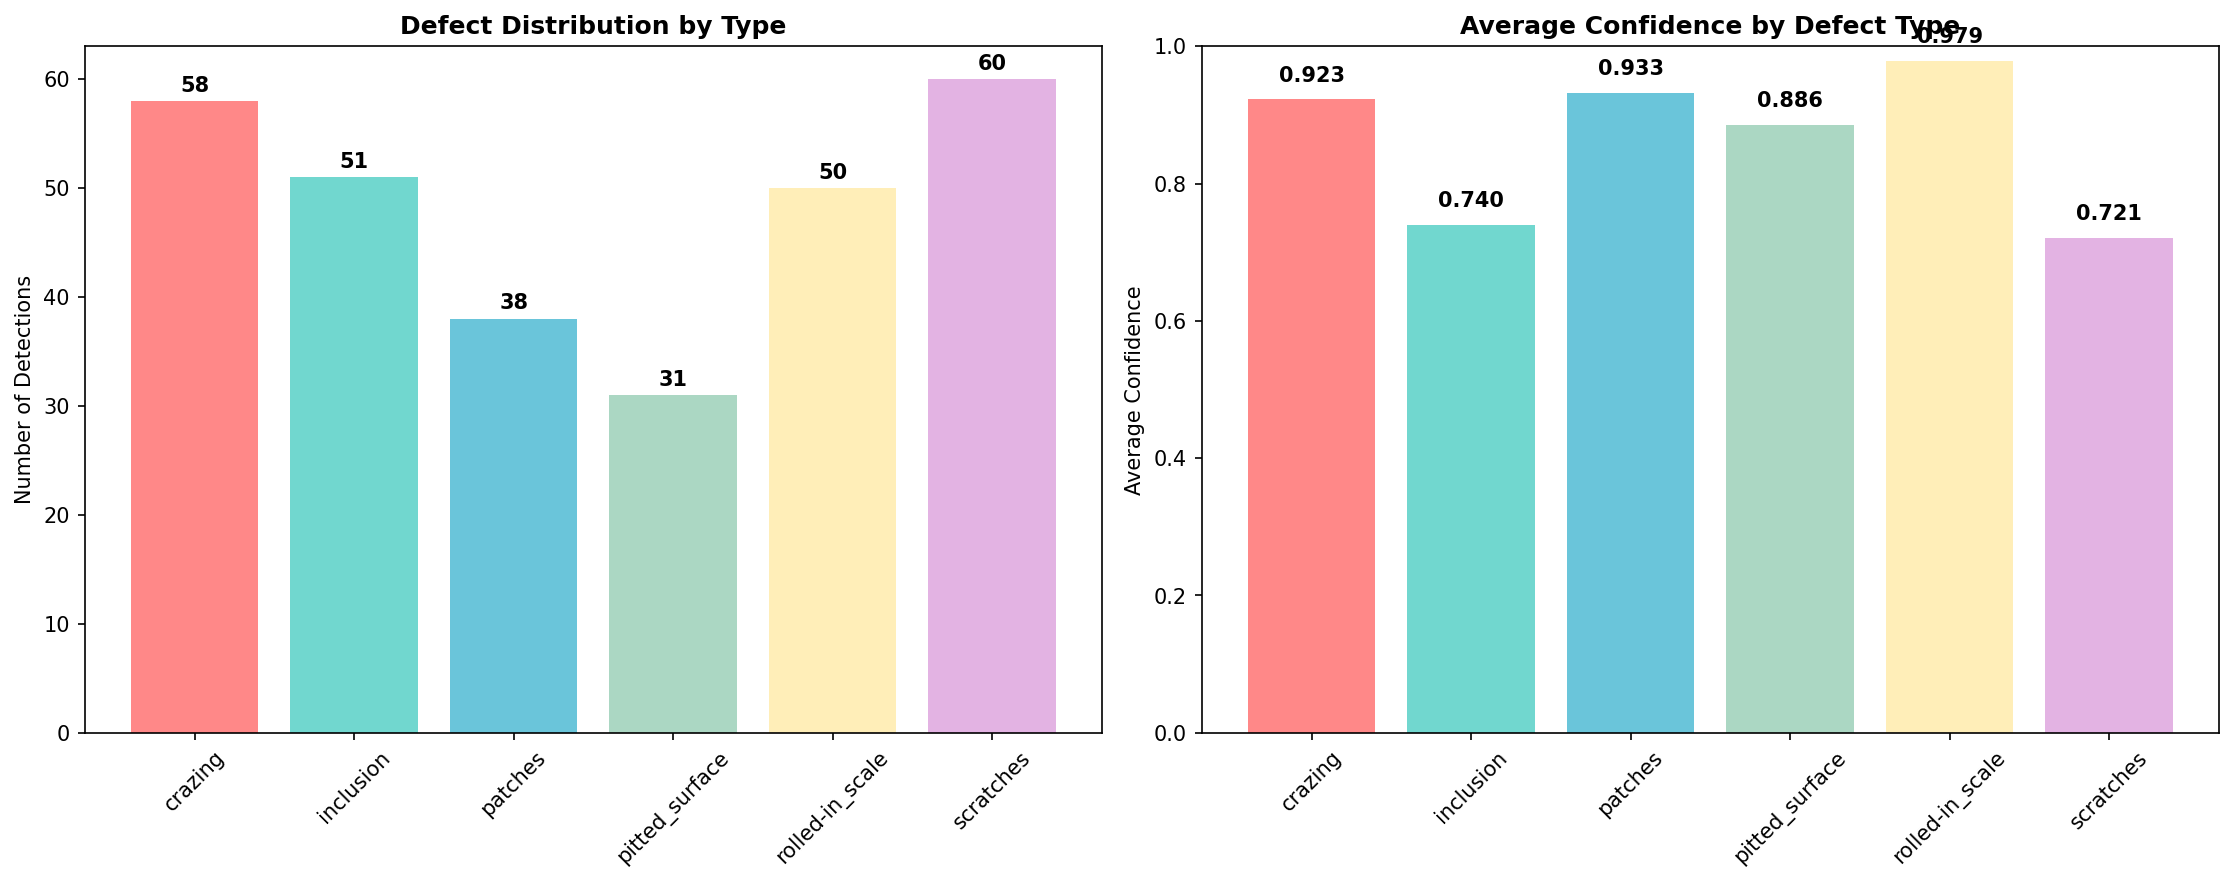 Defect Distribution by Type
Number of Detections
60
50
40
30
20
10
0
58
51
38
31
50
60
crazing
inclusion
patches
pitted_surface
rolled-in_scale
scratches
Average Confidence by Defect Type
Average Confidence
1.0
0.8
0.6
0.4
0.2
0.0
0.923
0.740
0.933
0.886
0.979
0.721
crazing
inclusion
patches
pitted_surface
rolled-in_scale
scratches